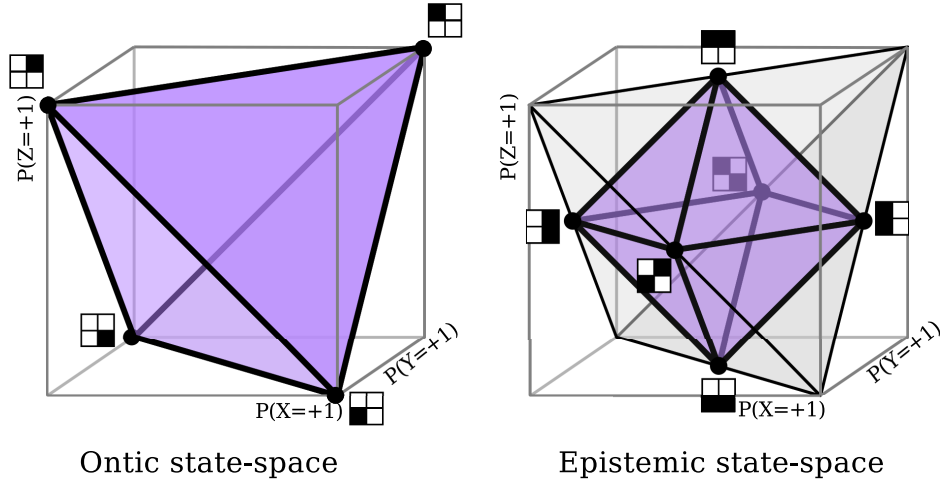 P(Z=+1)
P(Y=+1)
P(X=+1)
Ontic state-space
P(Z=+1)
P(Y=+1)
P(X=+1)
Epistemic state-space